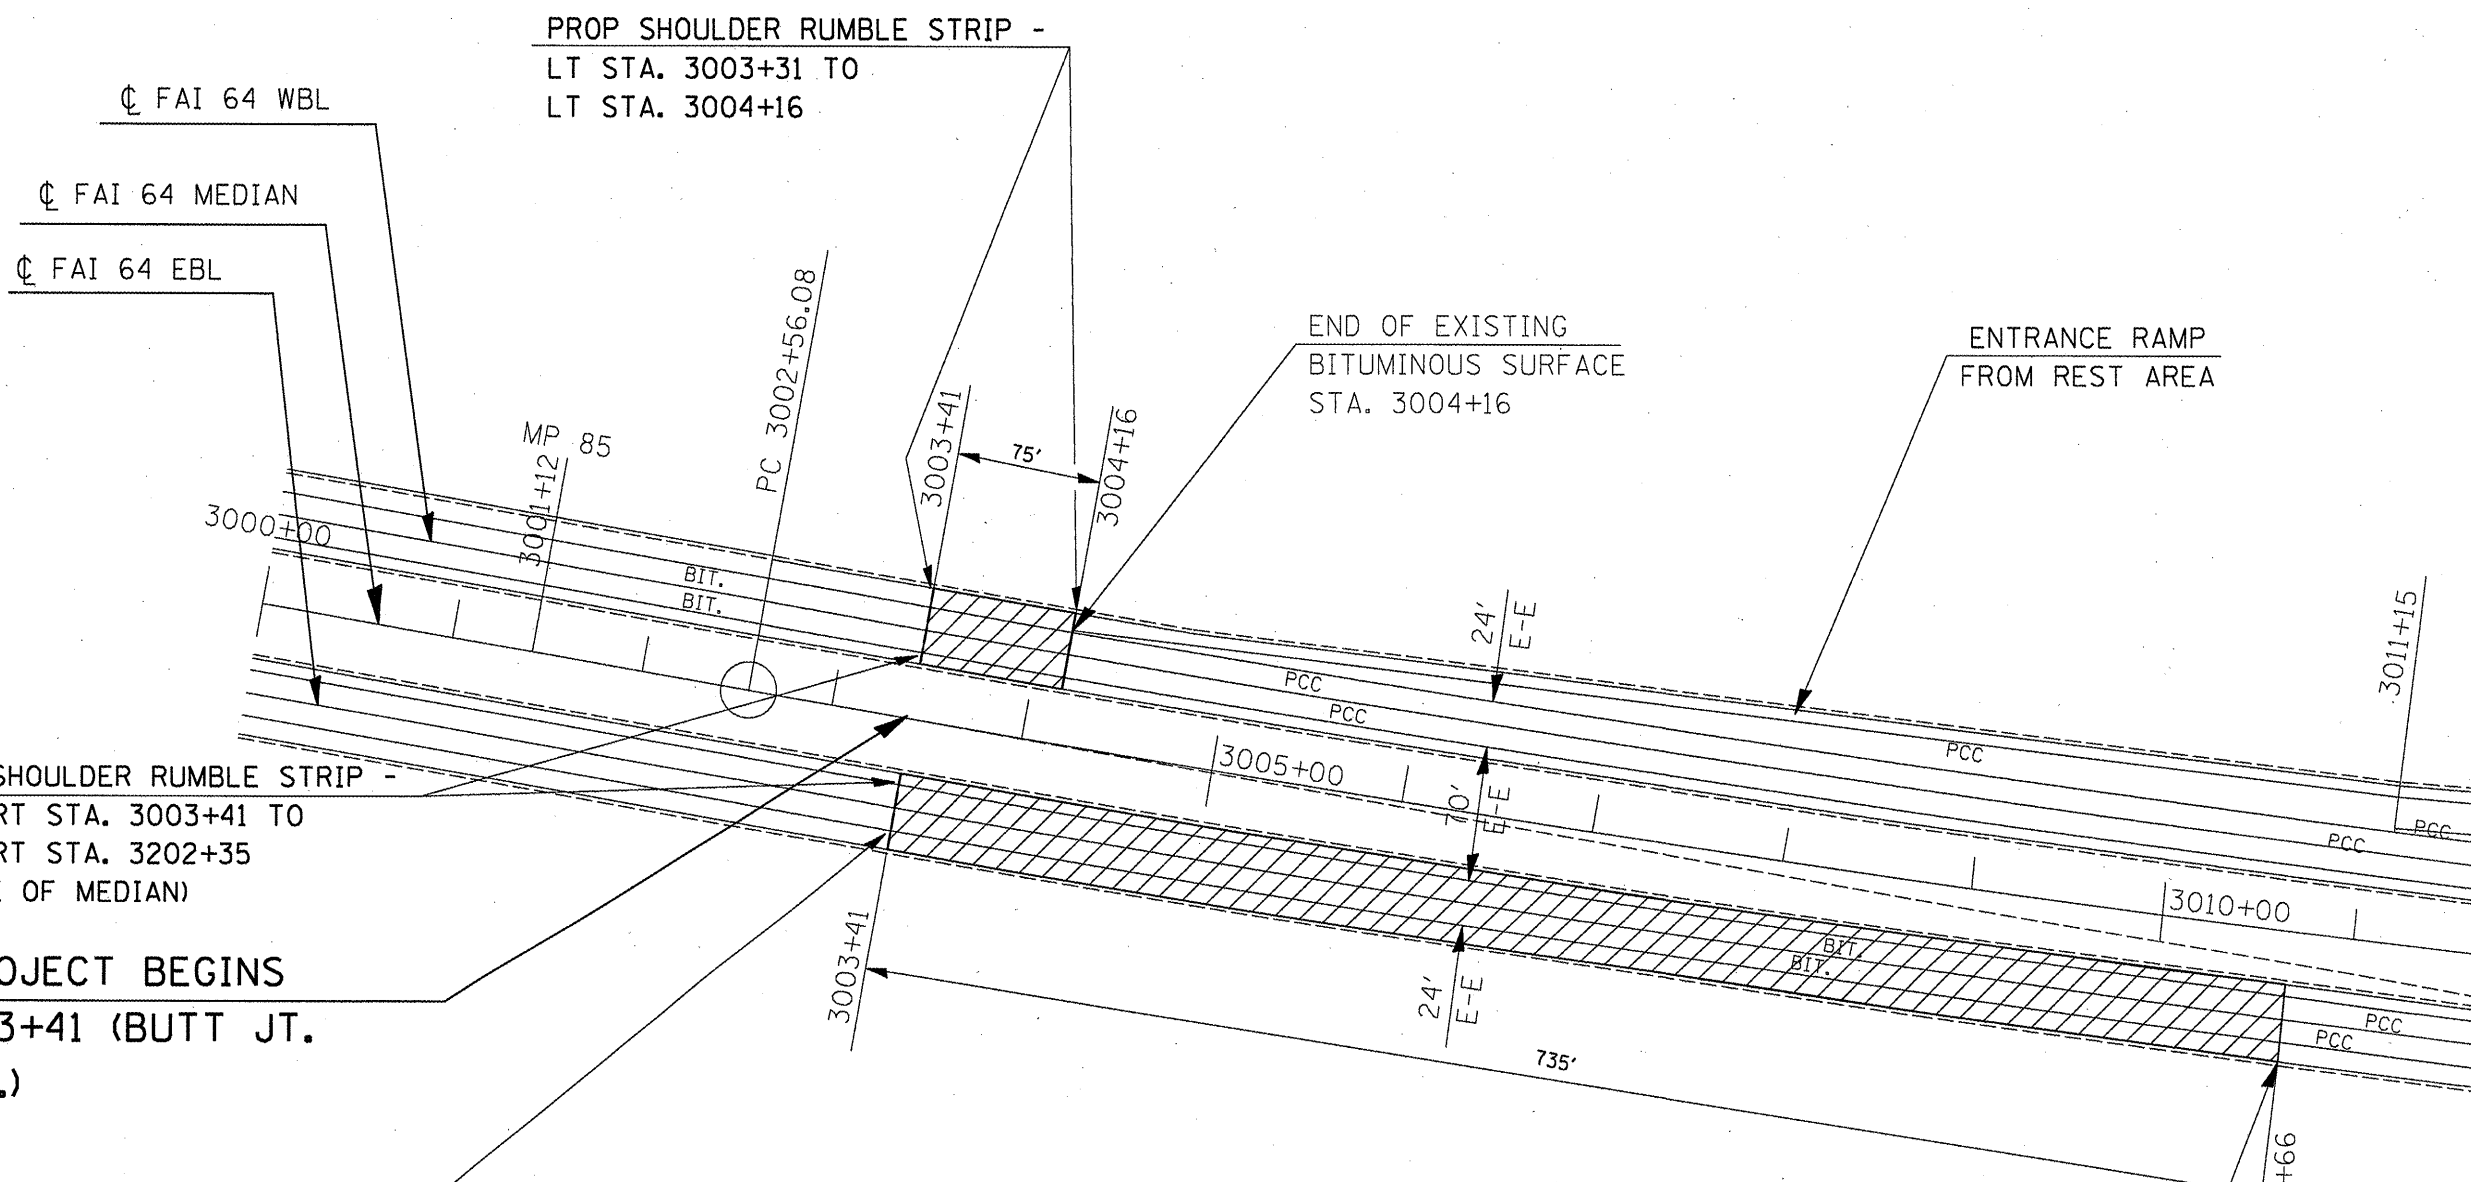 PROP SHOULDER RUMBLE STRIP -
LT STA. 3003+31 TO
LT STA. 3004+16
℄ FAI 64 WBL
℄ FAI 64 MEDIAN
℄ FAI 64 EBL
PC 3002+56.08
END OF EXISTING
BITUMINOUS SURFACE
STA. 3004+16
ENTRANCE RAMP
FROM REST AREA
MP 85
3001+12
3003+41
75'
3004+16
3000+00
BIT.
BIT.
24'
E-E
3011+15
PCC
PCC
PCC
PCC
PCC
3005+00
70'
E-E
SHOULDER RUMBLE STRIP -
RT STA. 3003+41 TO
RT STA. 3202+35
OF MEDIAN)
3010+00
3003+41
BIT.
BIT.
24'
E-E
PCC
PCC
OJECT BEGINS
3+41 (BUTT JT.
.)
735'
+66